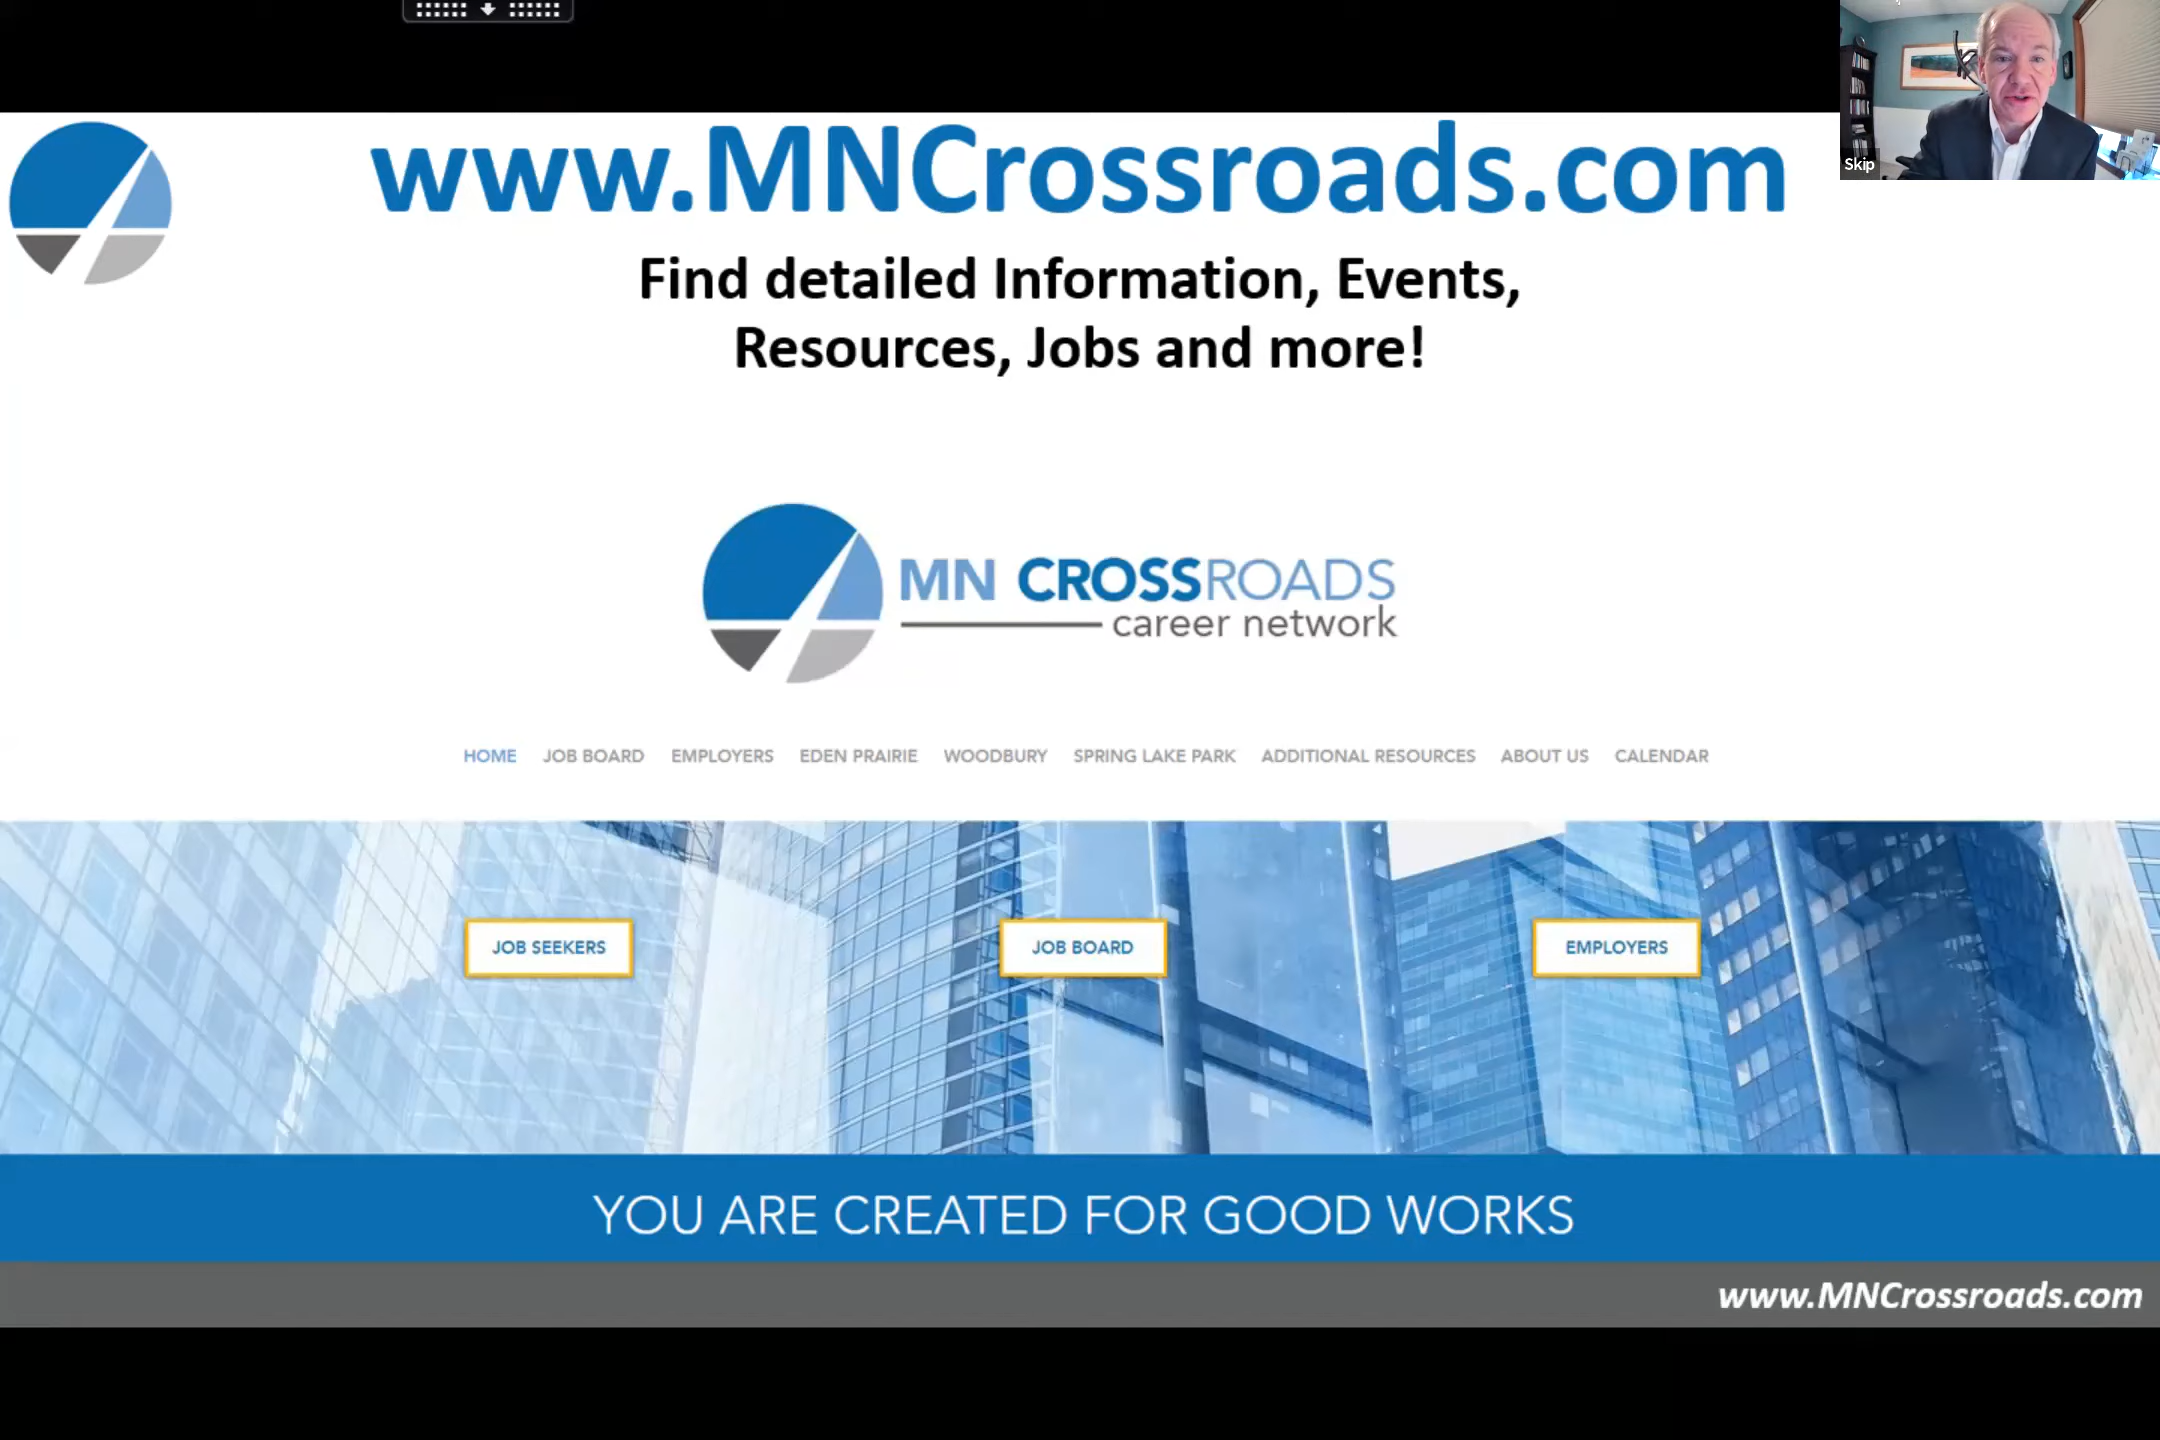 www.MNCrossroads.com
Skip
Find detailed Information, Events,
Resources, Jobs and more!
MN CROSSROADS
career network
HOME JOB BOARD EMPLOYERS EDEN PRAIRIE WOODBURY SPRING LAKE PARK ADDITIONAL RESOURCES ABOUT US CALENDAR
JOB SEEKERS JOB BOARD EMPLOYERS
YOU ARE CREATED FOR GOOD WORKS
www.MNCrossroads.com